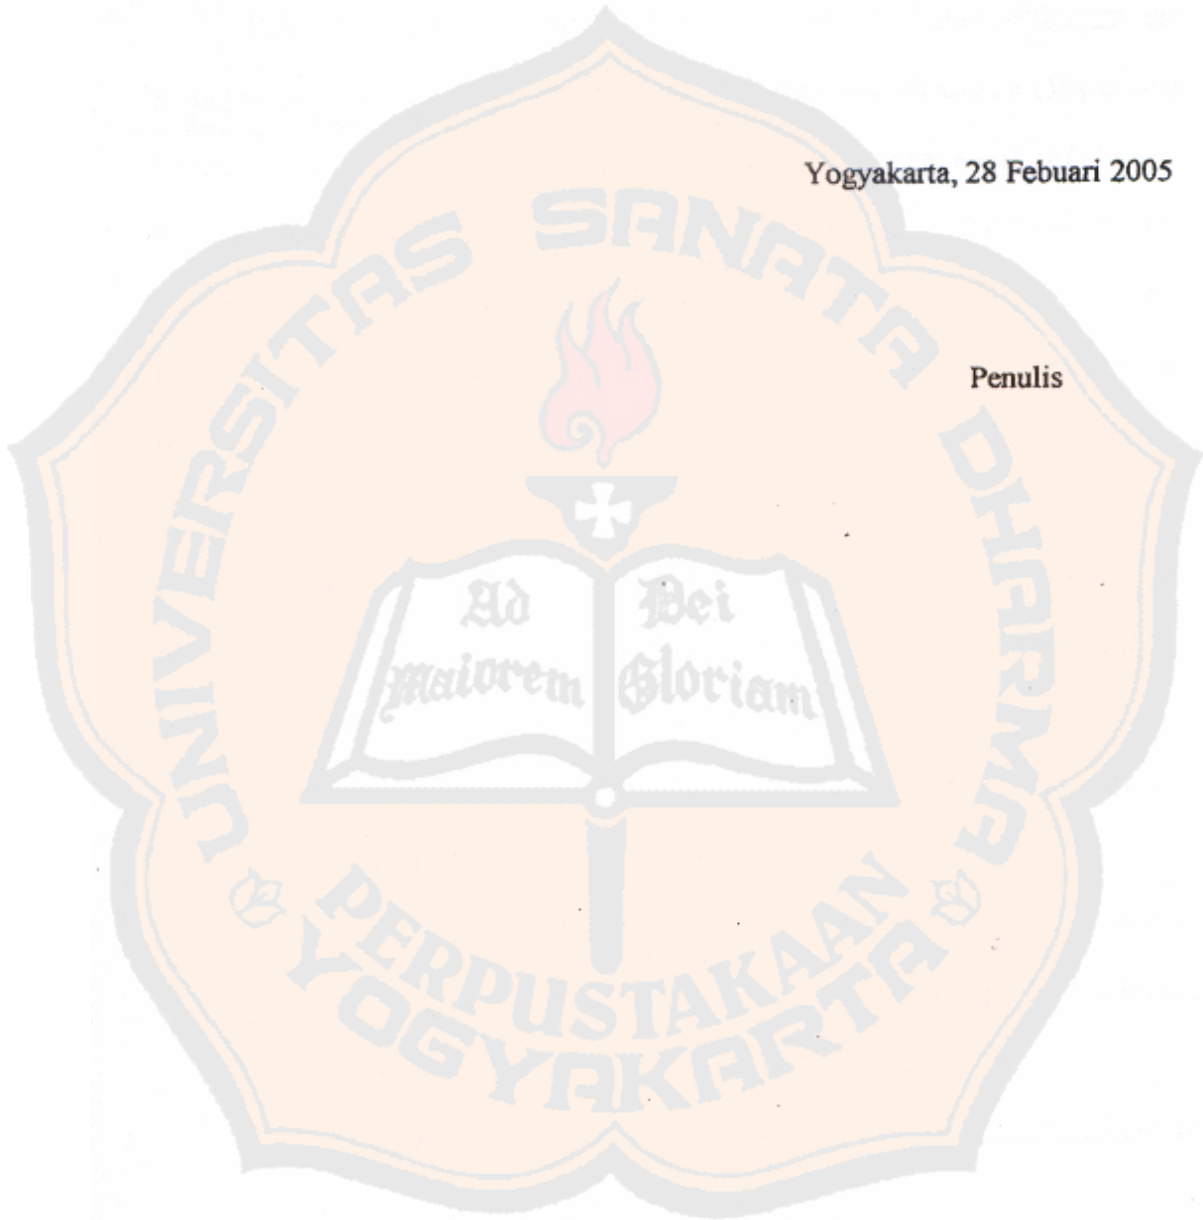 Yogyakarta, 28 Febuari 2005
UNIVERSITAS SANATA DHARMA
Penulis
Ad
Dei
Maiorem
Gloriam
PERPUSTAKAAN
YOGYAKARTA